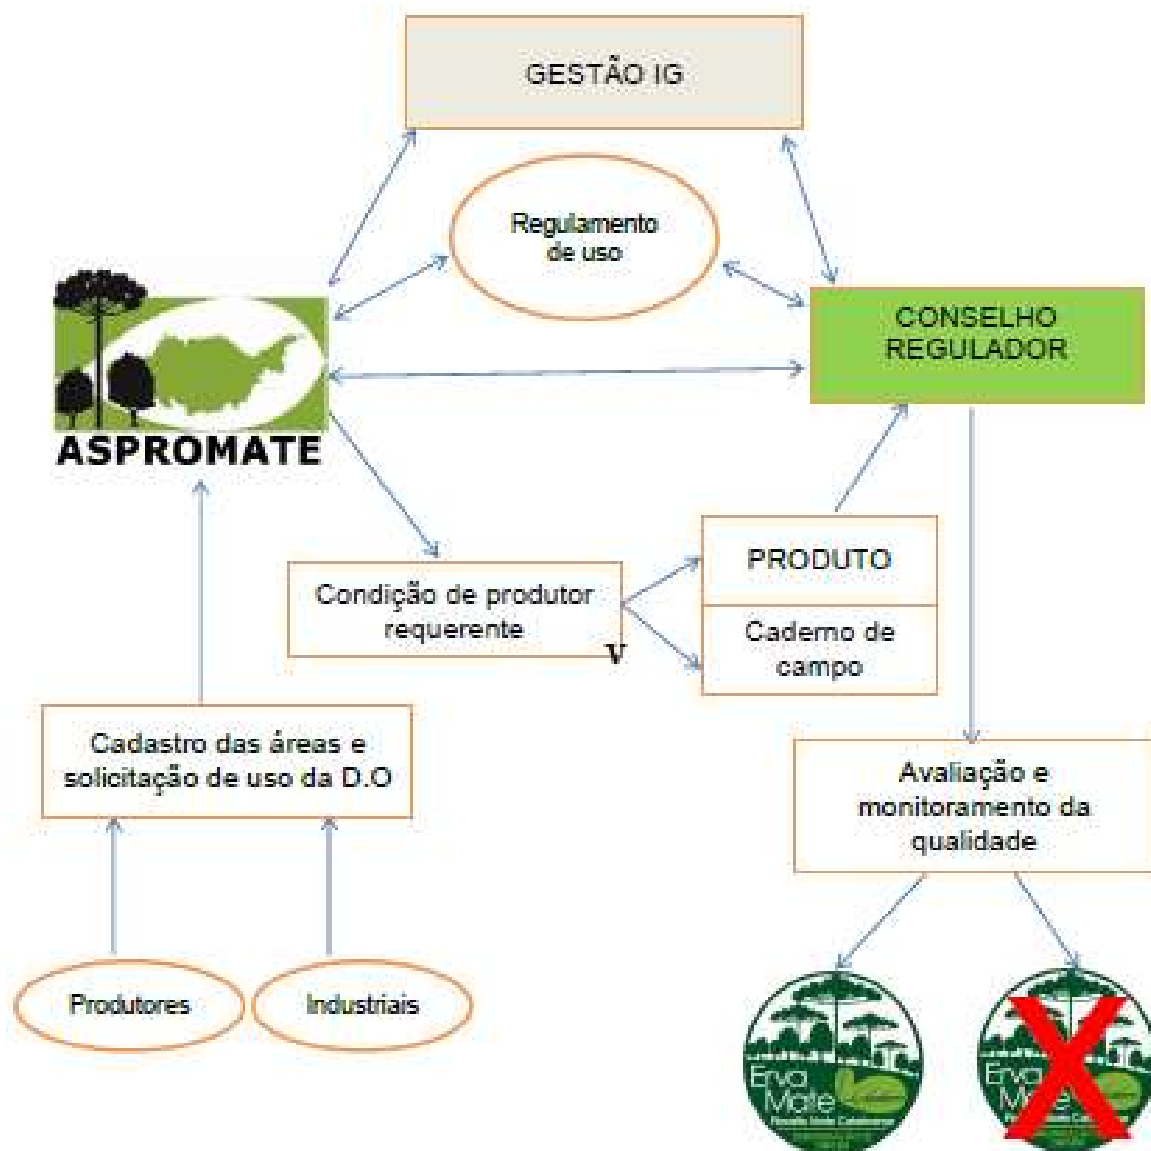 GESTÃO IG
Regulamento
de uso
CONSELHO
REGULADOR
ASPROMATE
PRODUTO
Condição de produtor
requerente
V
Caderno de
campo
Cadastro das áreas e
solicitação de uso da D.O
Avaliação e
monitoramento da
qualidade
Produtores
Industriais
Erva
Mate
Erva
Mate